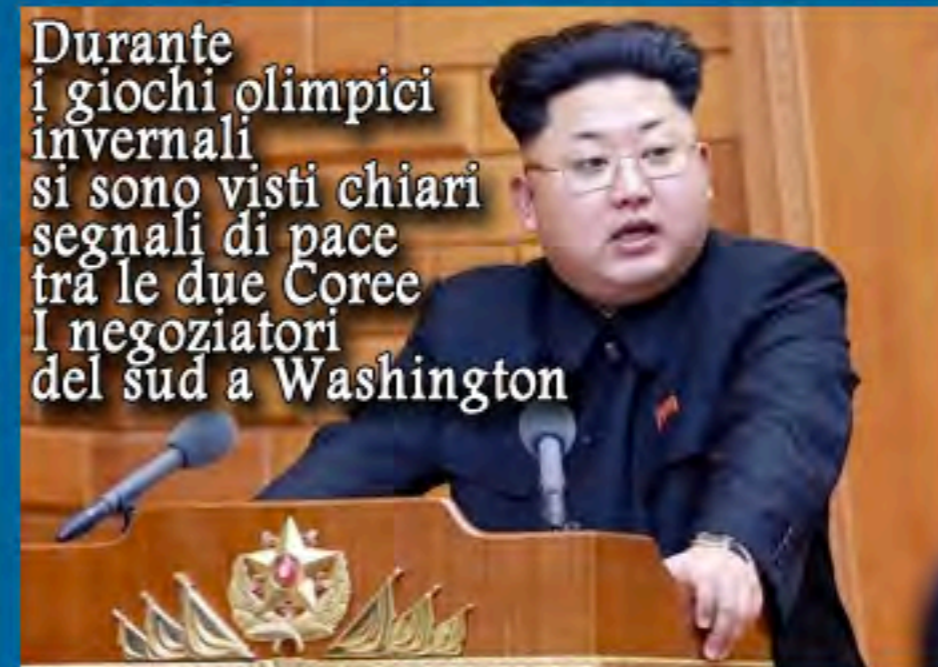 Durante
i giochi olimpici
invernali
si sono visti chiari
segnali di pace
tra le due Coree
I negoziatori
del sud a Washington